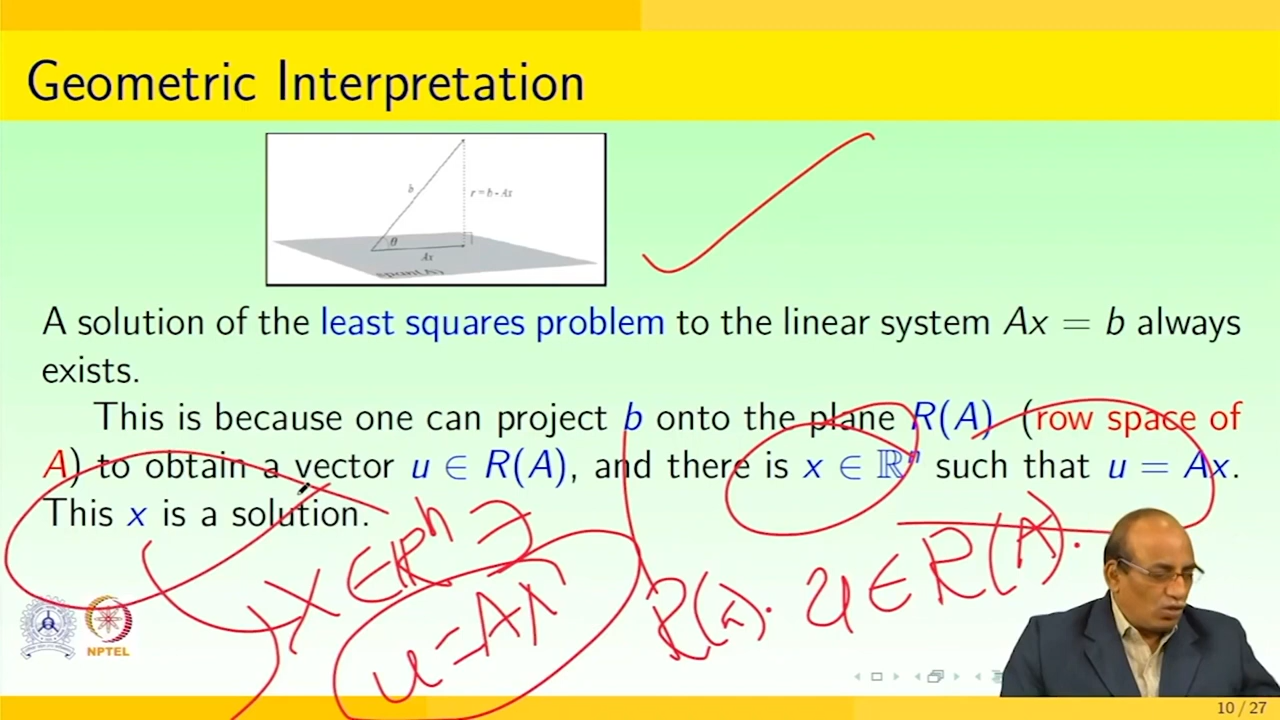 Geometric Interpretation
b
r = b - Ax
θ
Ax
span(A)
A solution of the least squares problem to the linear system Ax = b always
exists.
This is because one can project b onto the plane R(A) (row space of
A) to obtain a vector u ∈ R(A), and there is x ∈ ℝⁿ such that u = Ax.
This x is a solution.
x ∈ ℝⁿ ∋
u = Ax
u ∈ R(A).
NPTEL
10 / 27